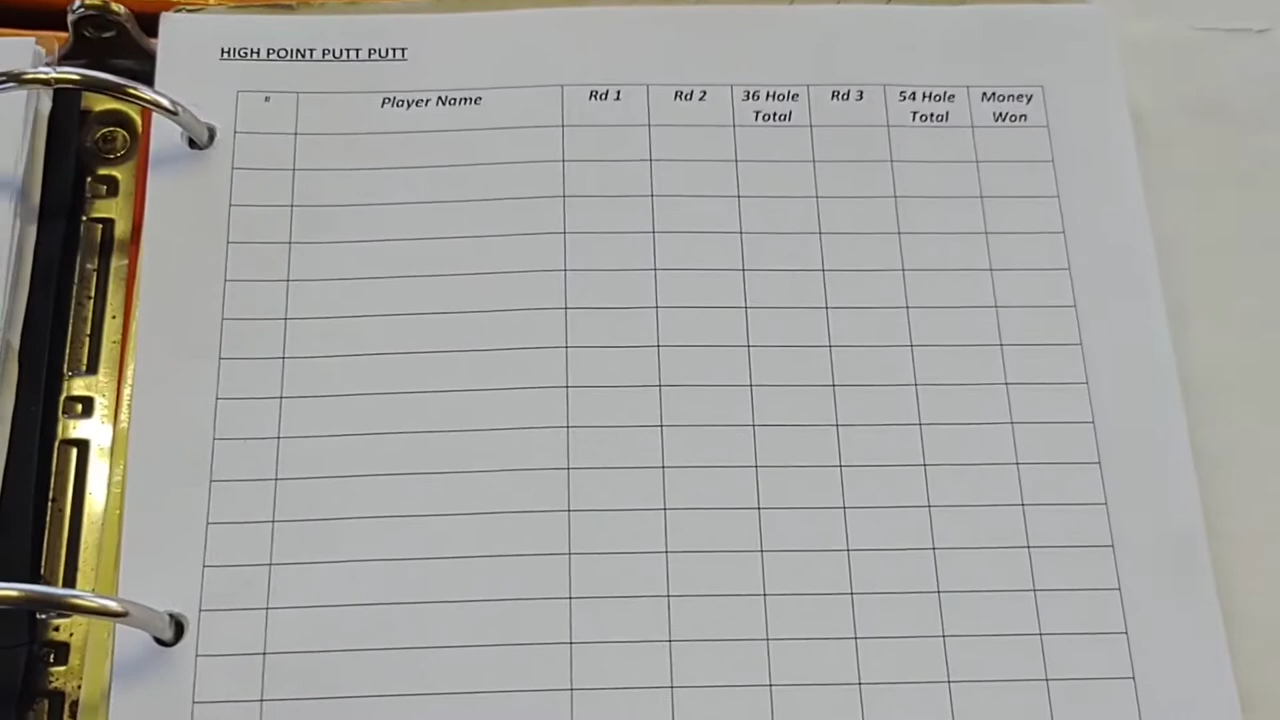 HIGH POINT PUTT PUTT
# Player Name Rd 1 Rd 2 36 Hole Total Rd 3 54 Hole Total Money Won